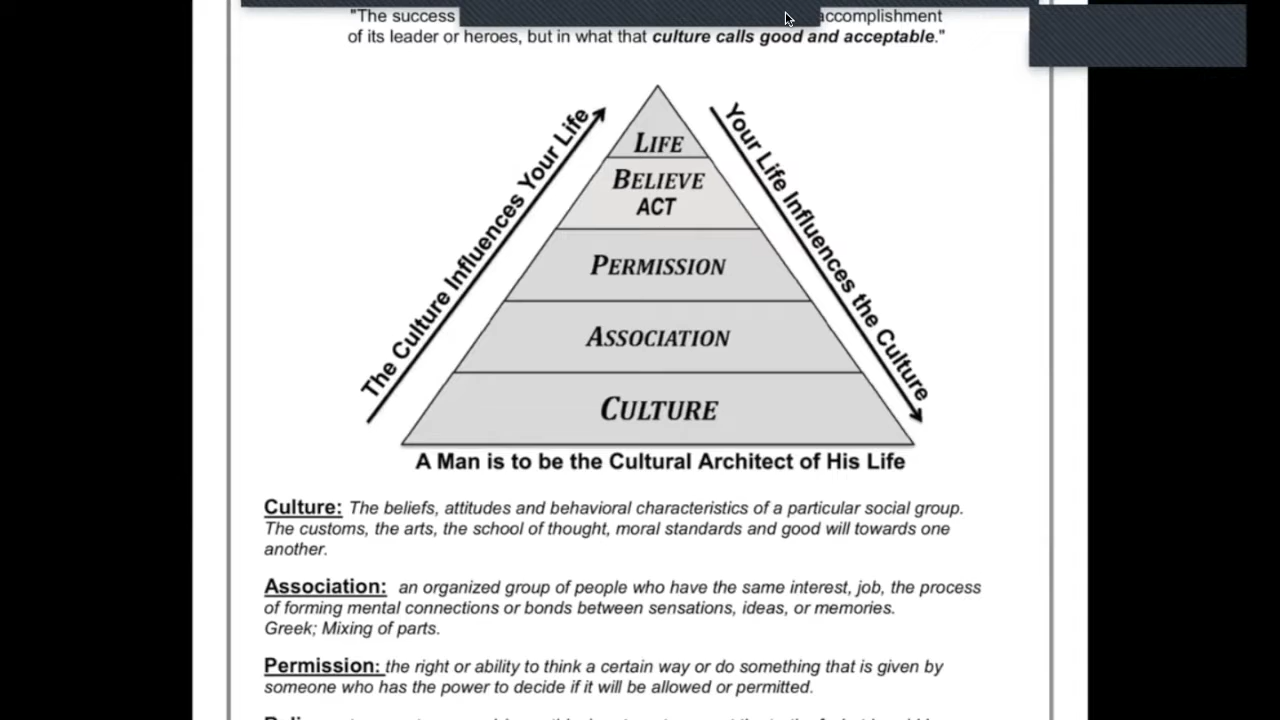 "The success accomplishment
of its leader or heroes, but in what that culture calls good and acceptable."
The Culture Influences Your Life
Your Life Influences the Culture
LIFE
BELIEVE
ACT
PERMISSION
ASSOCIATION
CULTURE
A Man is to be the Cultural Architect of His Life
Culture: The beliefs, attitudes and behavioral characteristics of a particular social group.
The customs, the arts, the school of thought, moral standards and good will towards one
another.
Association: an organized group of people who have the same interest, job, the process
of forming mental connections or bonds between sensations, ideas, or memories.
Greek; Mixing of parts.
Permission: the right or ability to think a certain way or do something that is given by
someone who has the power to decide if it will be allowed or permitted.